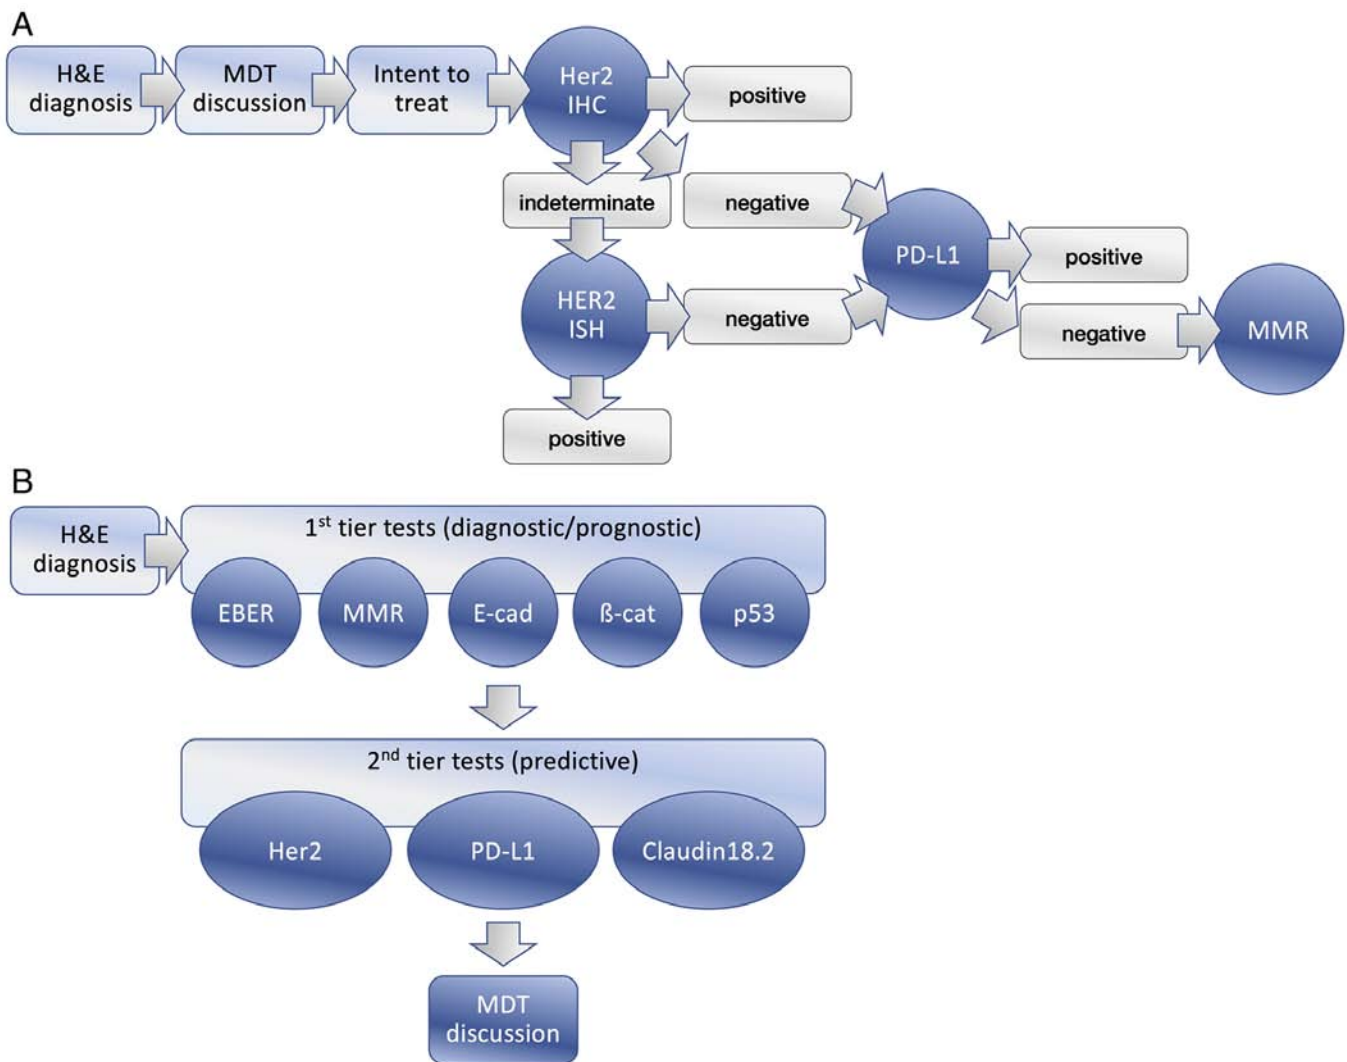 A
H&E
diagnosis
MDT
discussion
Intent to
treat
Her2
IHC
positive
indeterminate
negative
HER2
ISH
negative
positive
PD-L1
positive
negative
MMR
B
H&E
diagnosis
1st tier tests (diagnostic/prognostic)
EBER
MMR
E-cad
ß-cat
p53
2nd tier tests (predictive)
Her2
PD-L1
Claudin18.2
MDT
discussion